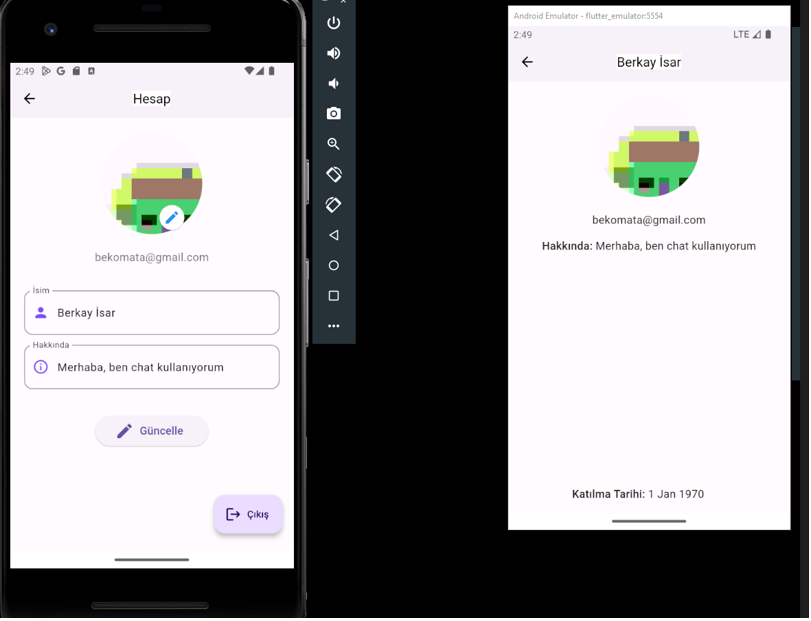 2:49
Hesap
bekomata@gmail.com
İsim
Berkay İsar
Hakkında
Merhaba, ben chat kullanıyorum
Güncelle
Çıkış
Android Emulator - flutter_emulator:5554
2:49
LTE
Berkay İsar
bekomata@gmail.com
Hakkında: Merhaba, ben chat kullanıyorum
Katılma Tarihi: 1 Jan 1970